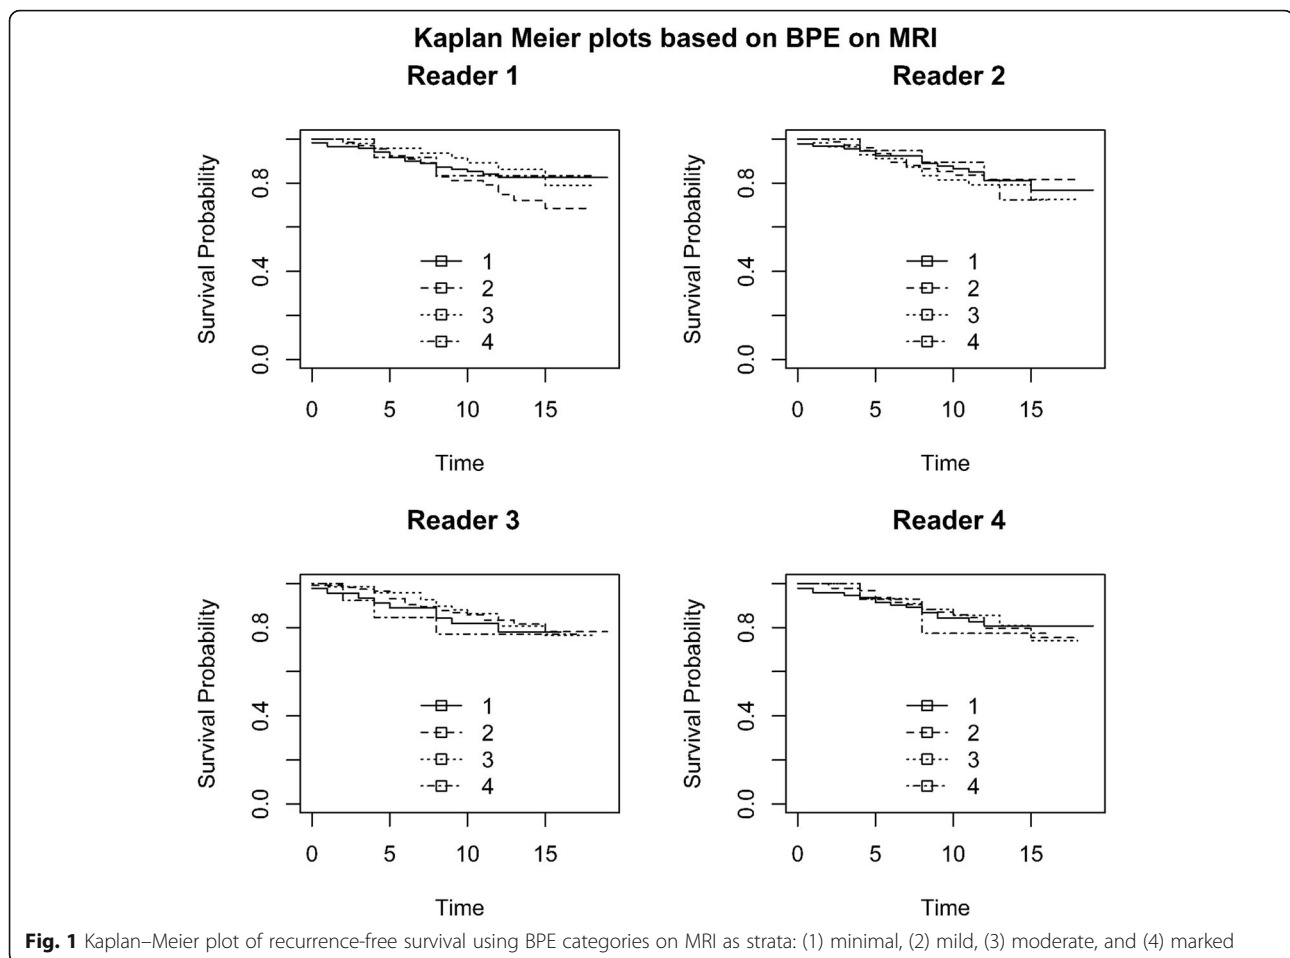 Kaplan Meier plots based on BPE on MRI
Reader 1
Reader 2
Survival Probability
0.0 0.4 0.8
1
2
3
4
0 5 10 15
Time
Survival Probability
0.0 0.4 0.8
1
2
3
4
0 5 10 15
Time
Reader 3
Reader 4
Survival Probability
0.0 0.4 0.8
1
2
3
4
0 5 10 15
Time
Survival Probability
0.0 0.4 0.8
1
2
3
4
0 5 10 15
Time
Fig. 1 Kaplan–Meier plot of recurrence-free survival using BPE categories on MRI as strata: (1) minimal, (2) mild, (3) moderate, and (4) marked